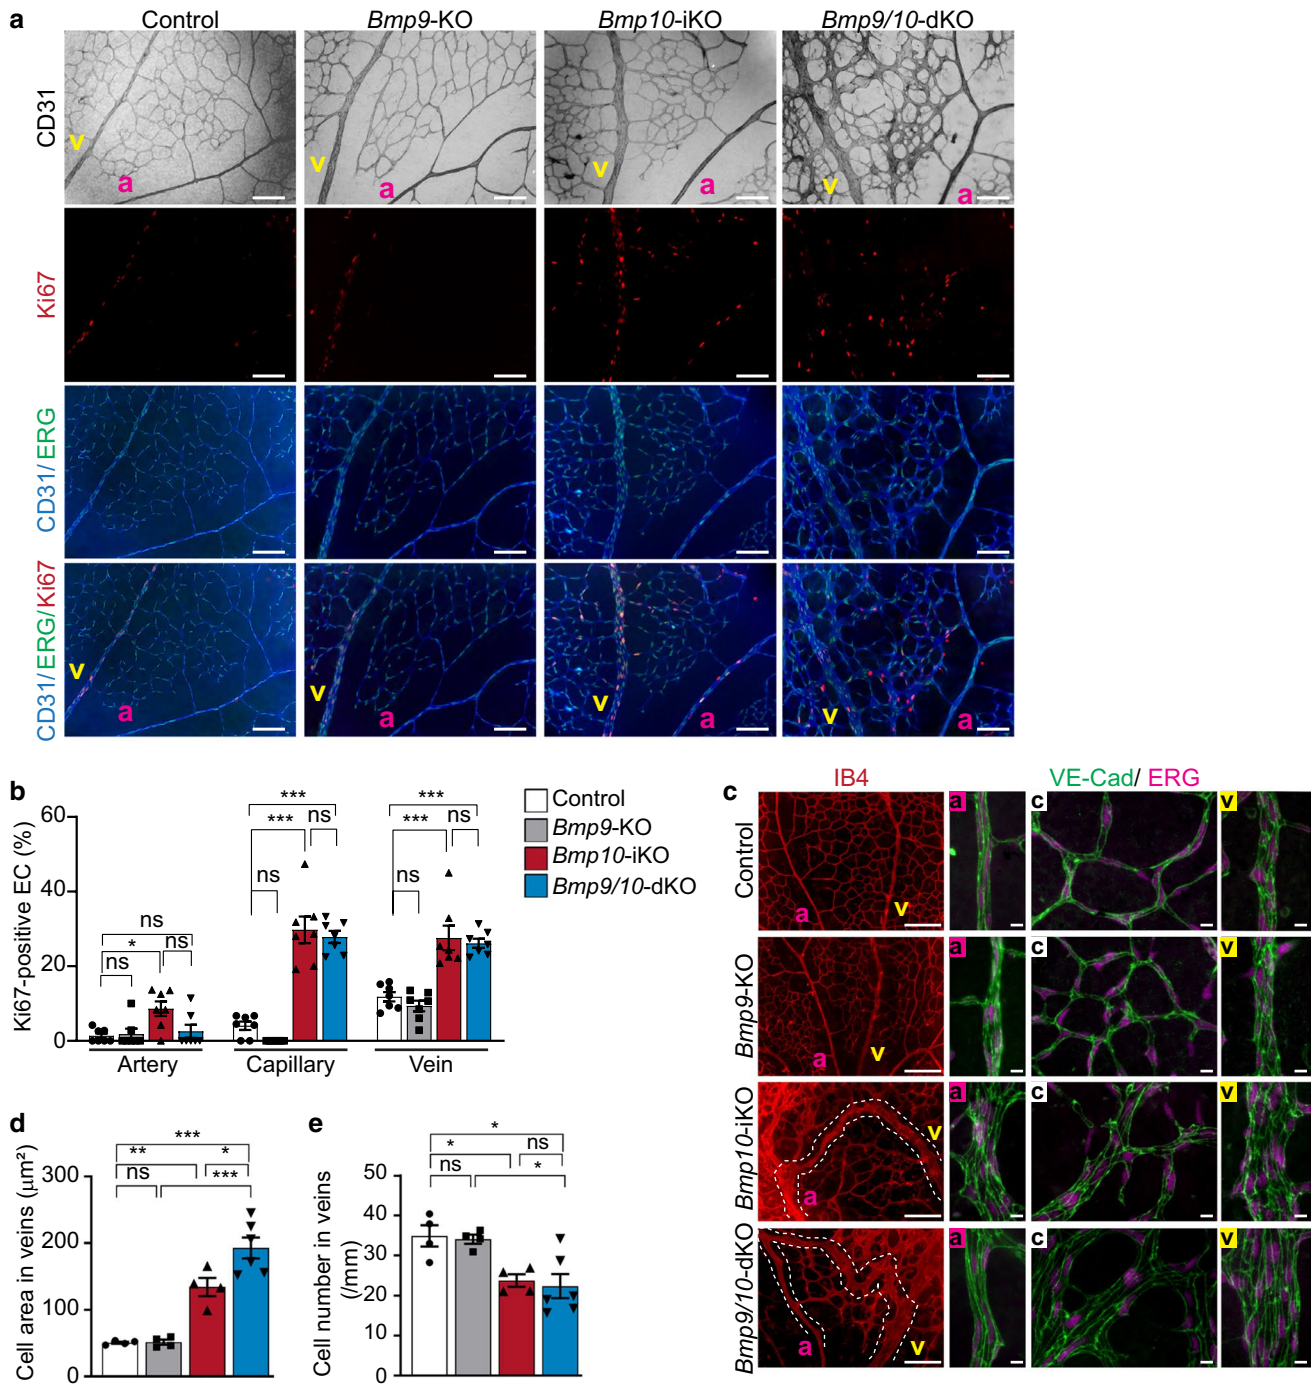 a
Control
Bmp9-KO
Bmp10-iKO
Bmp9/10-dKO
CD31
v
a
v
a
v
a
v
a
Ki67
CD31/ERG
CD31/ERG/Ki67
v
a
v
a
v
a
v
a
b
Ki67-positive EC (%)
60
40
20
0
ns
*
ns
ns
***
***
ns
ns
***
***
ns
ns
Artery
Capillary
Vein
Control
Bmp9-KO
Bmp10-iKO
Bmp9/10-dKO
c
IB4
VE-Cad/ ERG
Control
a
v
a
c
v
Bmp9-KO
a
v
a
c
v
Bmp10-iKO
a
v
a
c
v
Bmp9/10-dKO
a
v
a
c
v
d
Cell area in veins (µm²)
300
200
100
0
***
**
*
ns
***
e
Cell number in veins
(/mm)
50
40
30
20
10
0
*
*
ns
ns
*